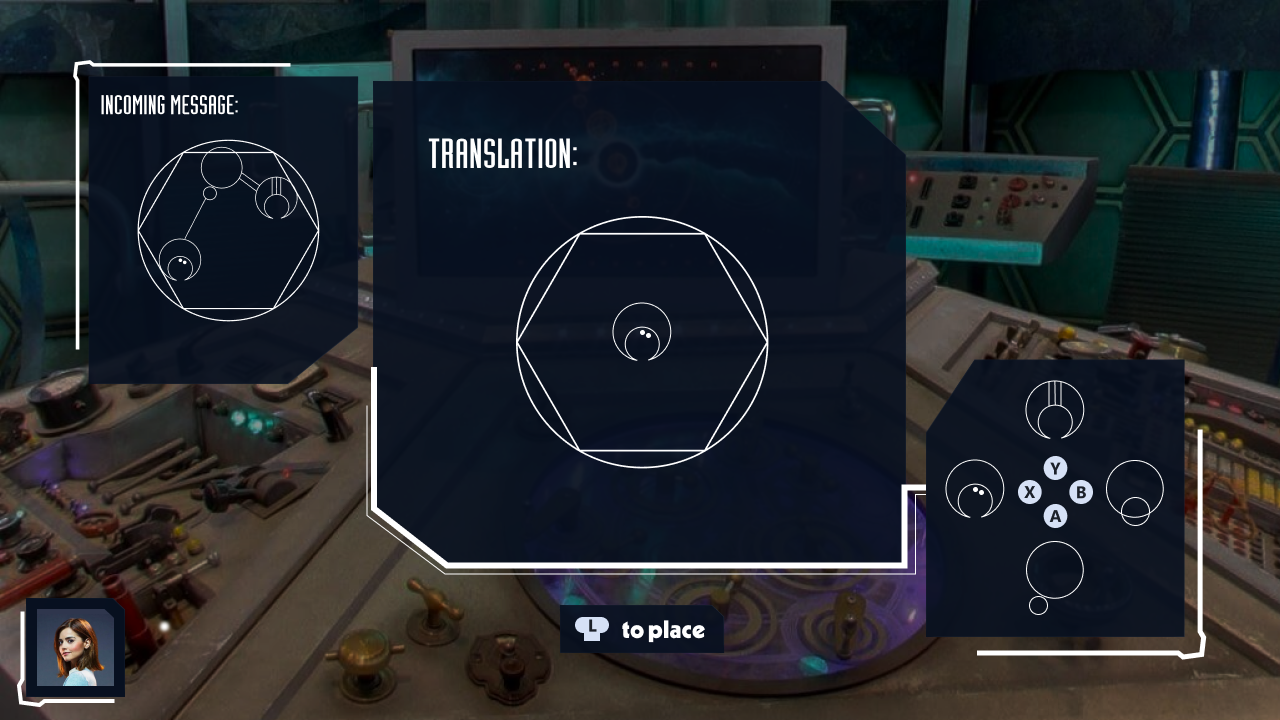 INCOMING MESSAGE:
TRANSLATION:
Y
X B
A
L to place